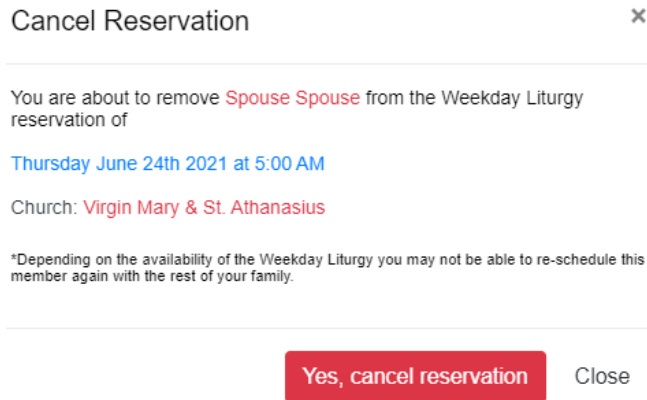 Cancel Reservation ×
You are about to remove Spouse Spouse from the Weekday Liturgy
reservation of
Thursday June 24th 2021 at 5:00 AM
Church: Virgin Mary & St. Athanasius
*Depending on the availability of the Weekday Liturgy you may not be able to re-schedule this
member again with the rest of your family.
Yes, cancel reservation Close